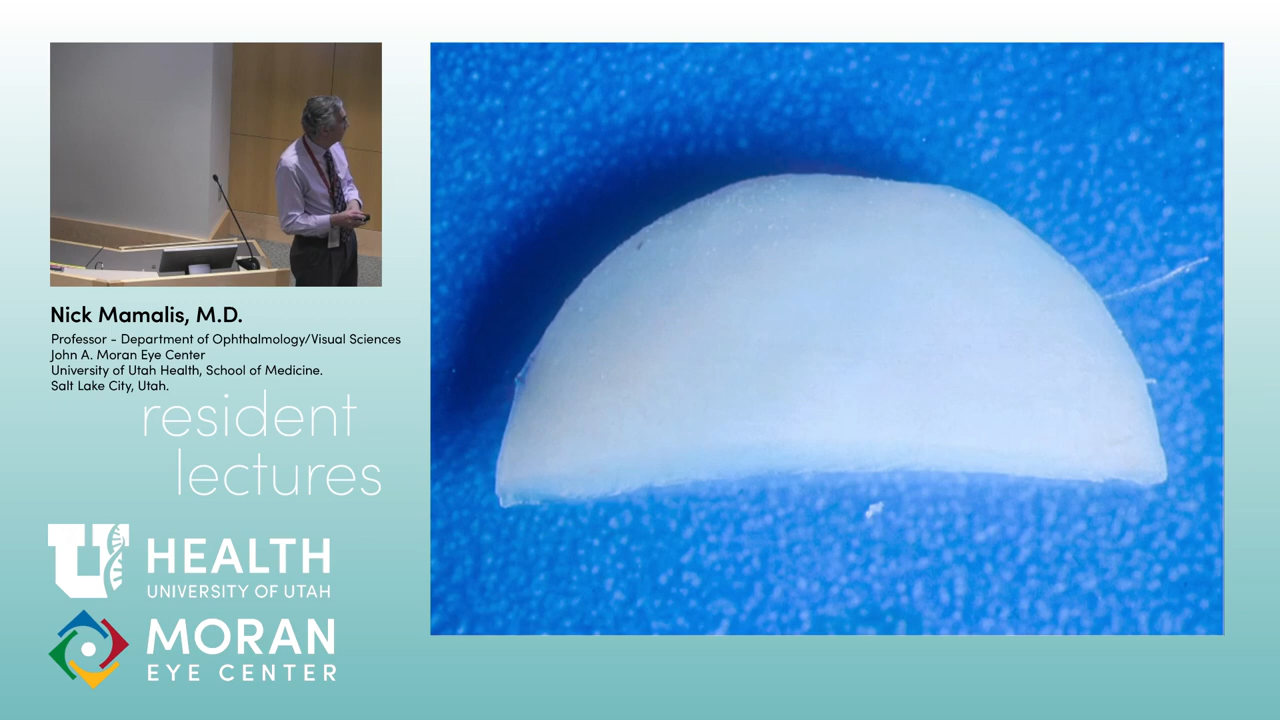 Nick Mamalis, M.D.
Professor - Department of Ophthalmology/Visual Sciences
John A. Moran Eye Center
University of Utah Health, School of Medicine.
Salt Lake City, Utah.
resident
lectures
U HEALTH
UNIVERSITY OF UTAH
MORAN
EYE CENTER